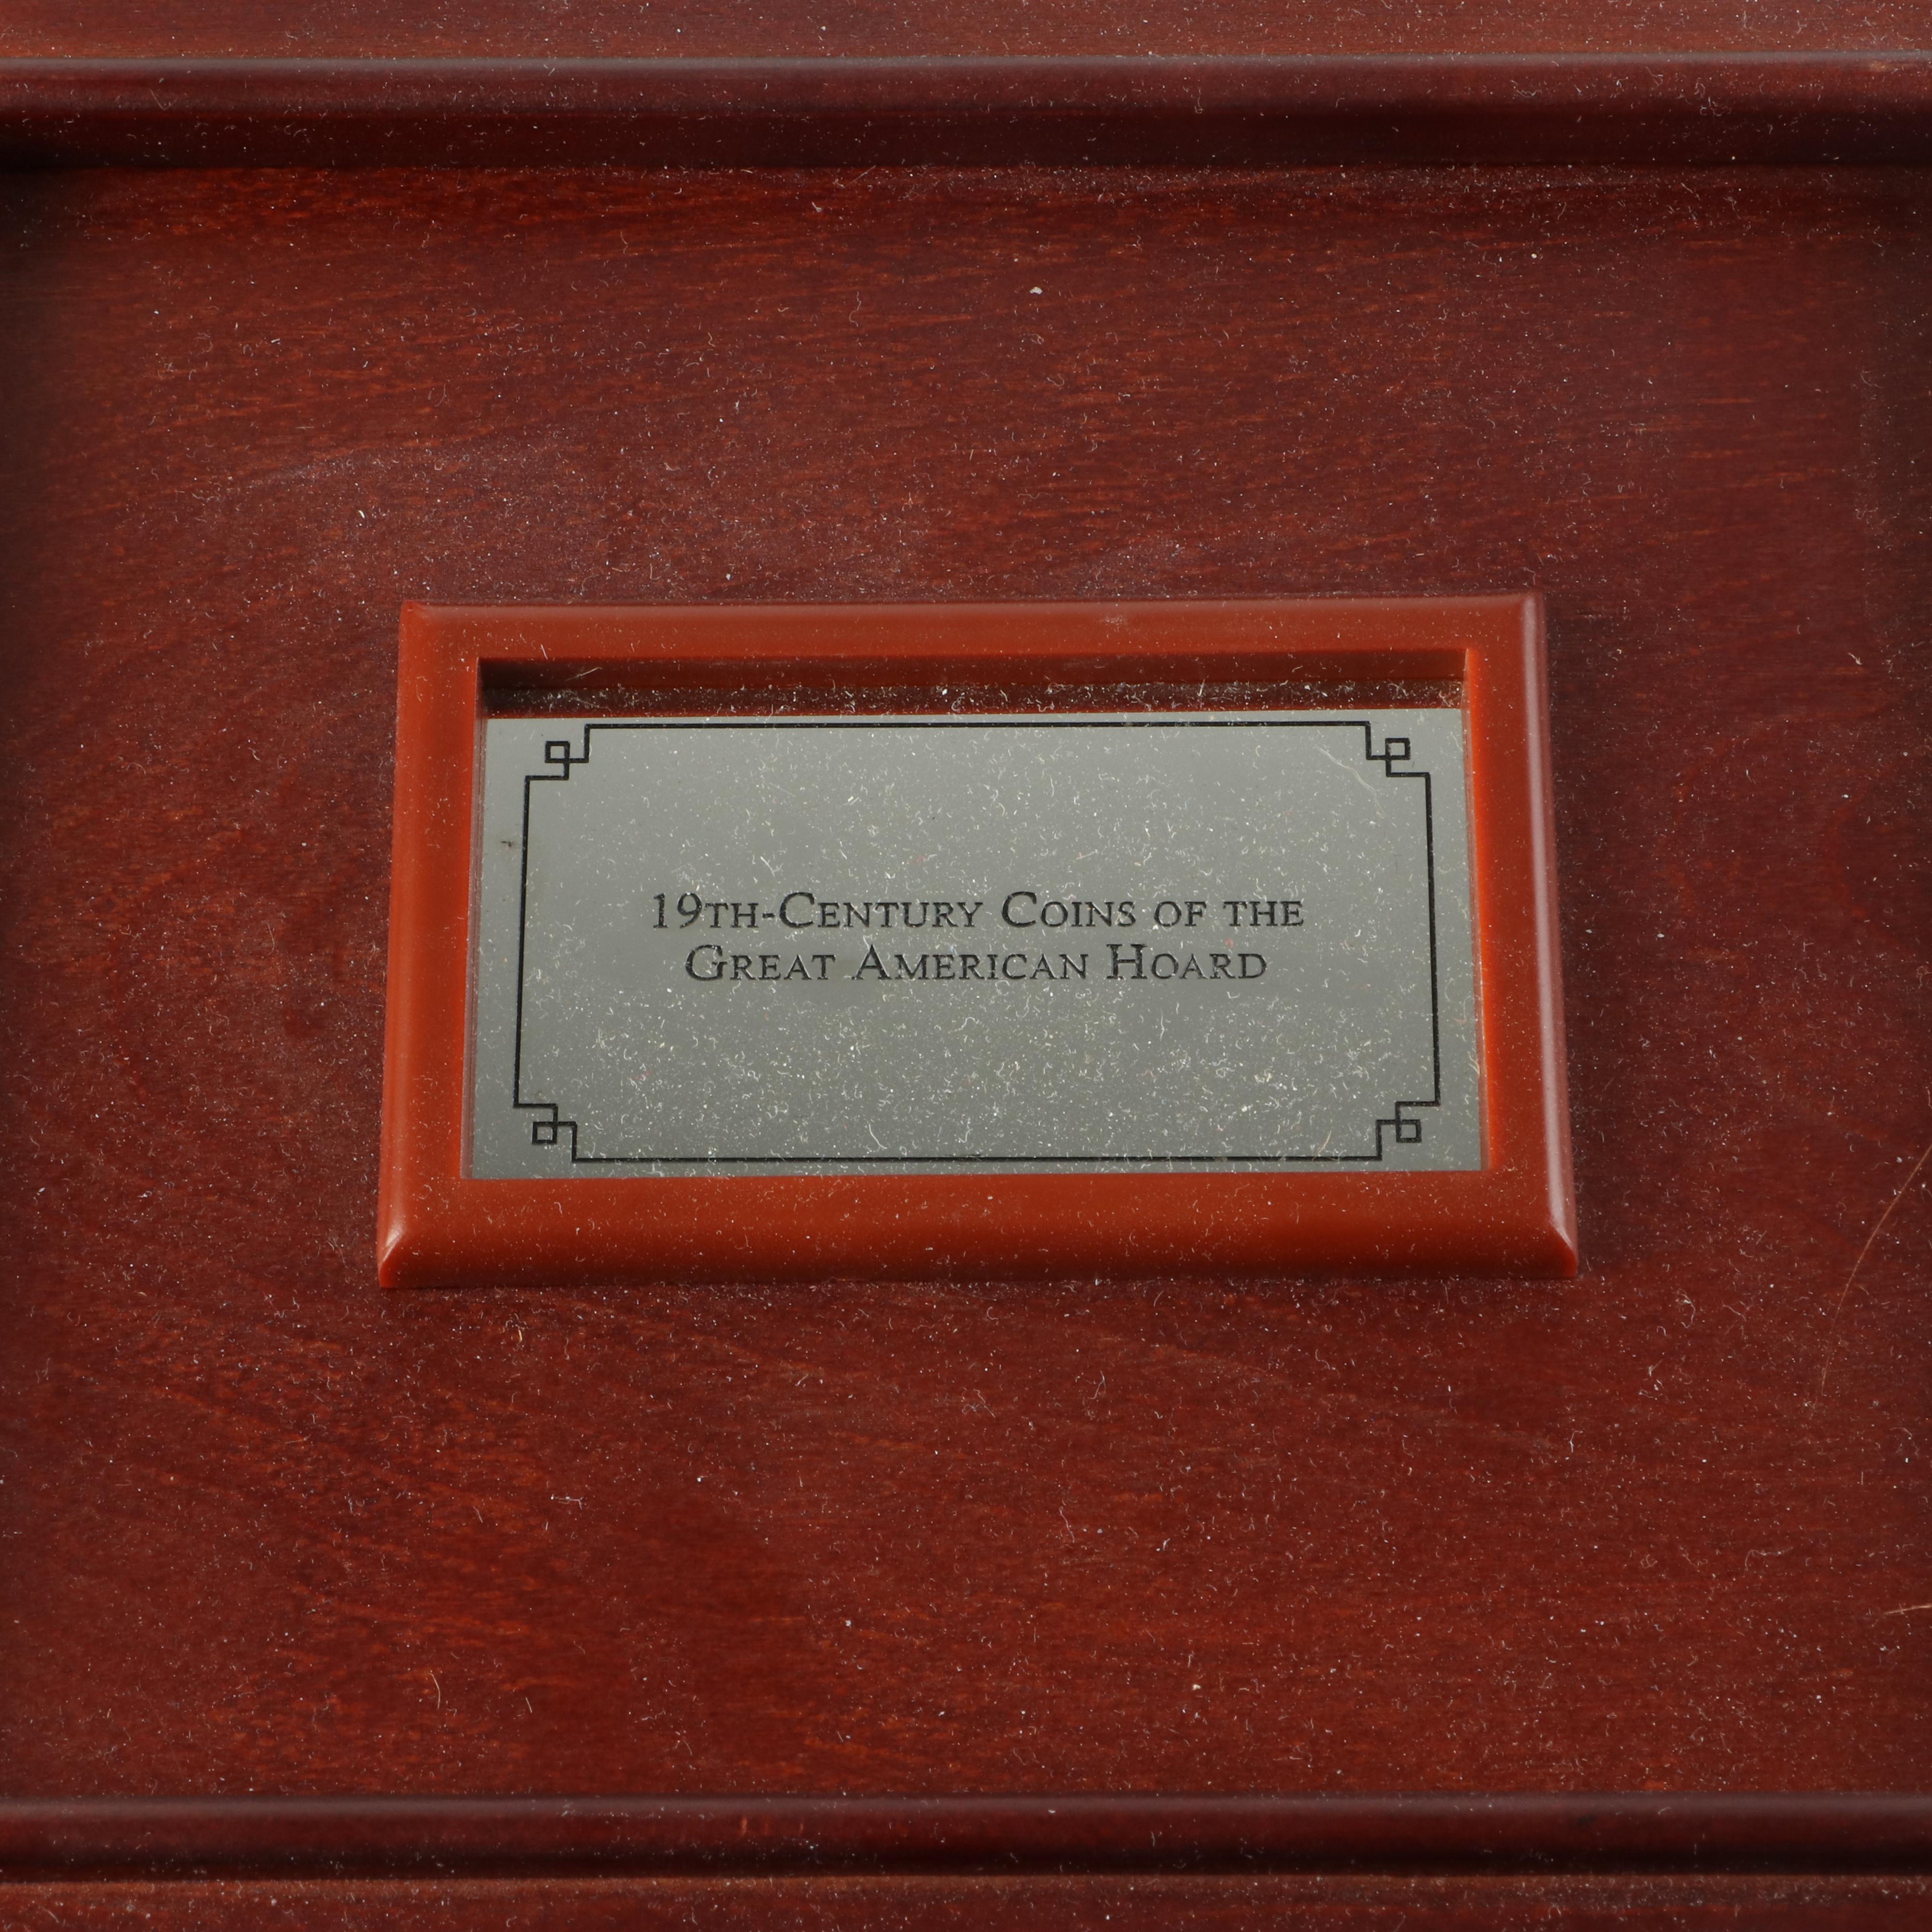 19th-Century Coins of the
Great American Hoard